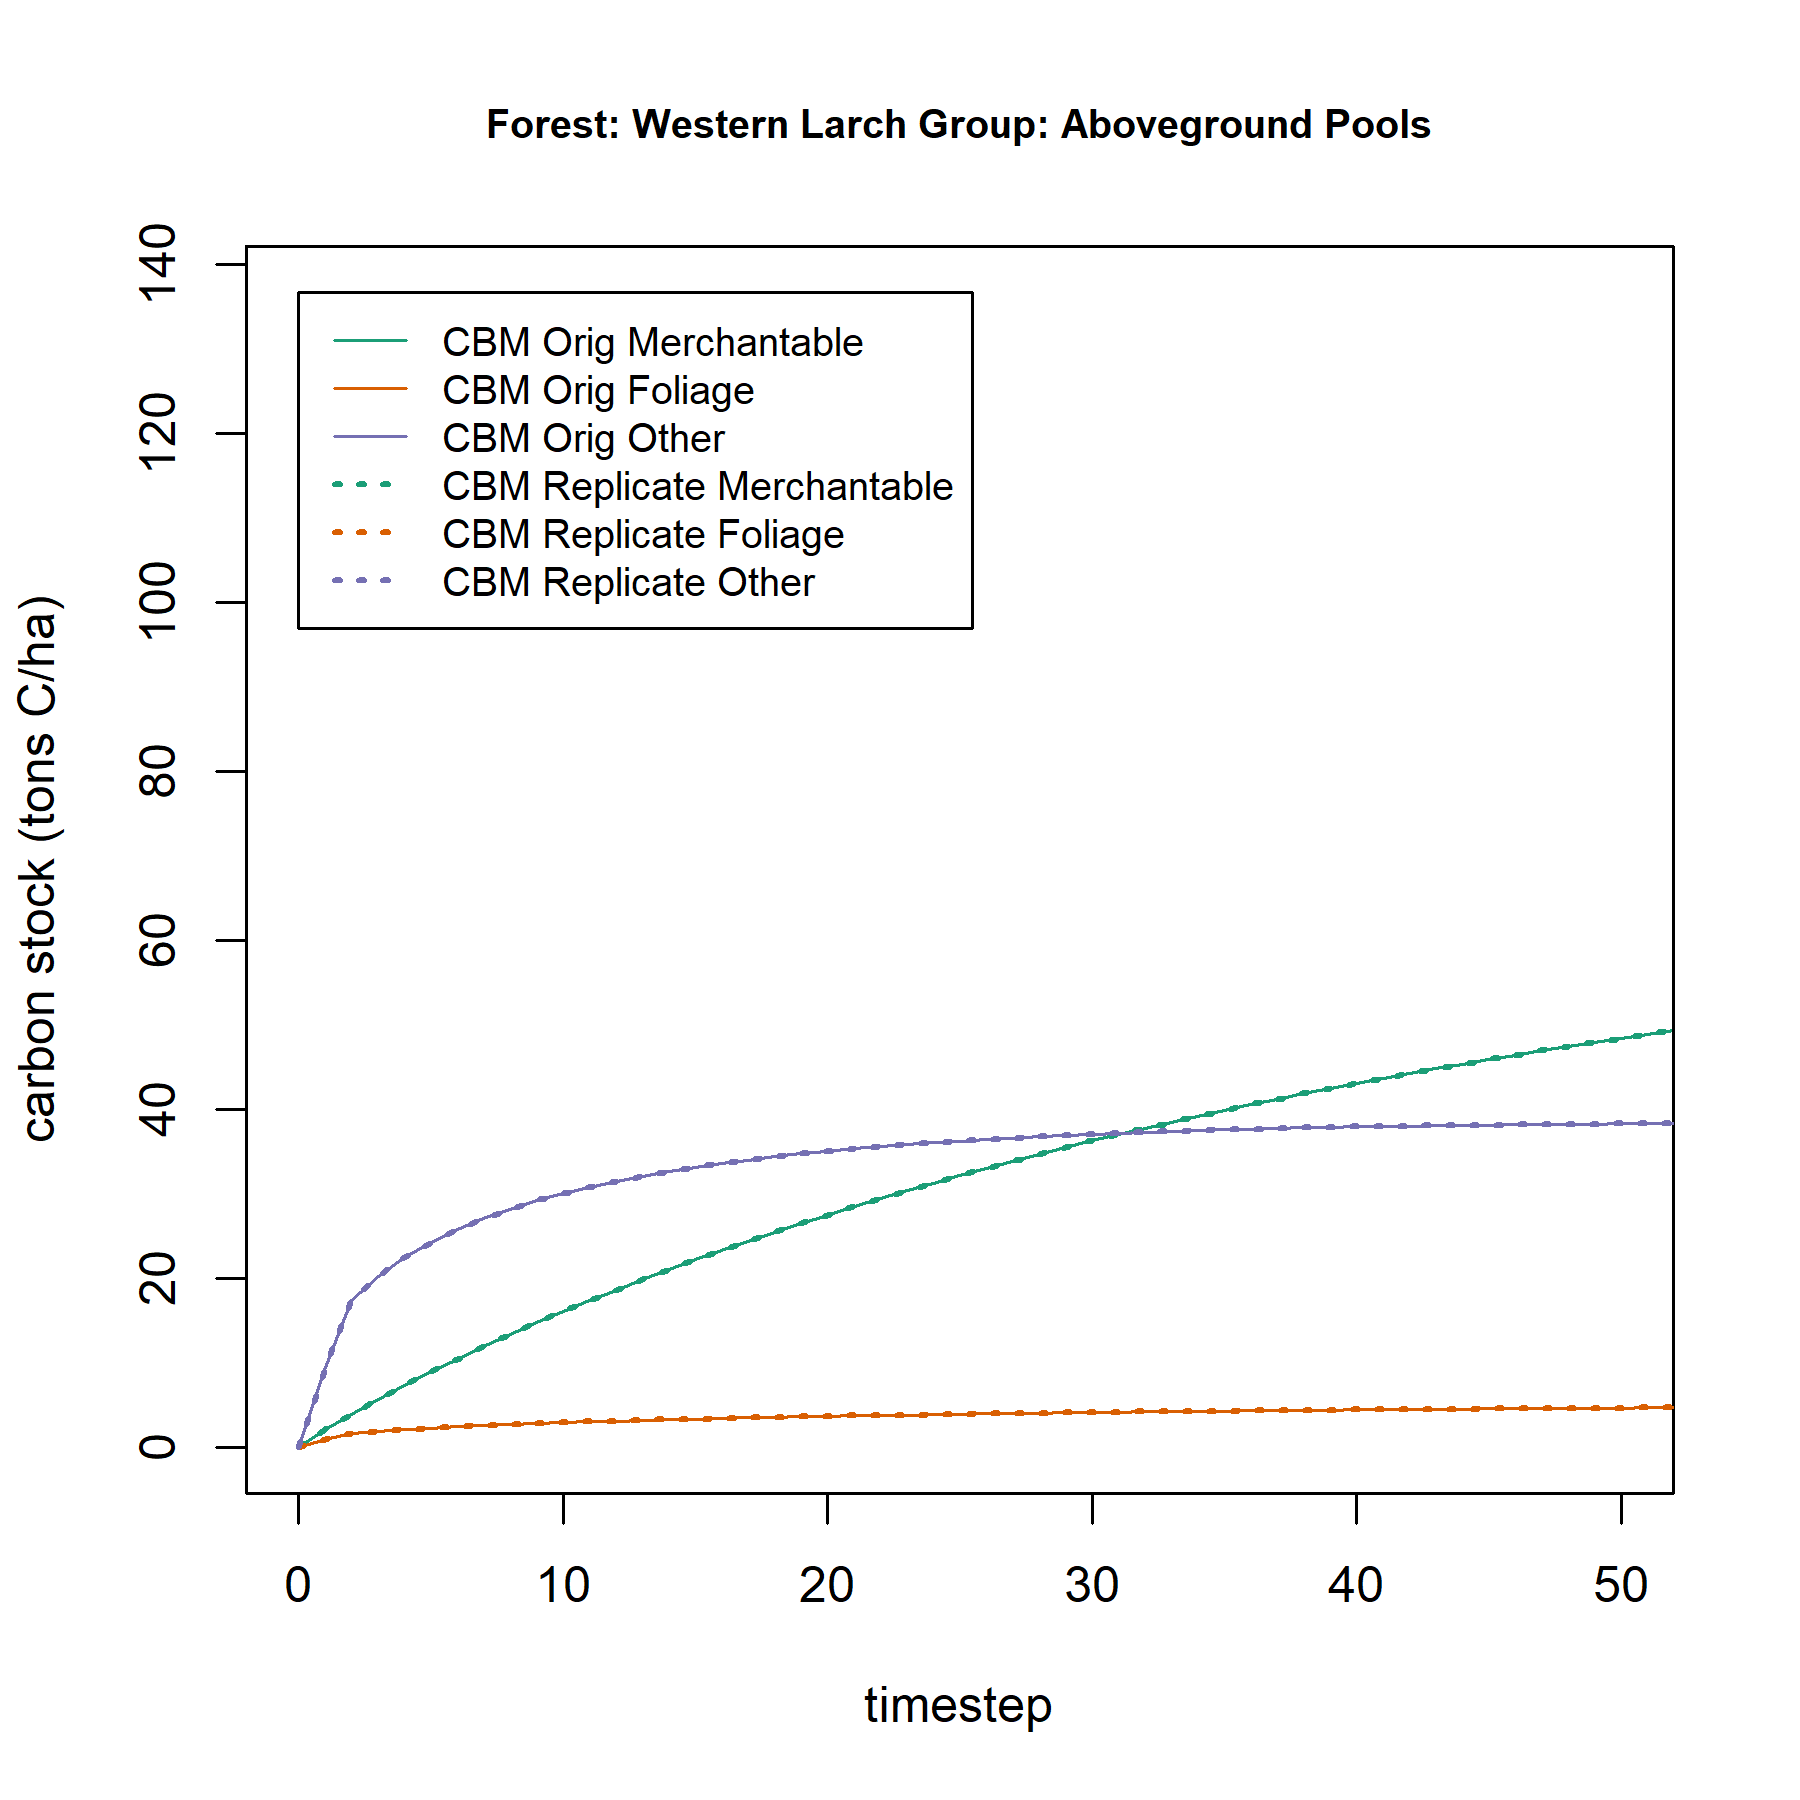 Forest: Western Larch Group: Aboveground Pools
140
120
100
80
60
40
20
0
carbon stock (tons C/ha)
CBM Orig Merchantable
CBM Orig Foliage
CBM Orig Other
CBM Replicate Merchantable
CBM Replicate Foliage
CBM Replicate Other
0 10 20 30 40 50
timestep